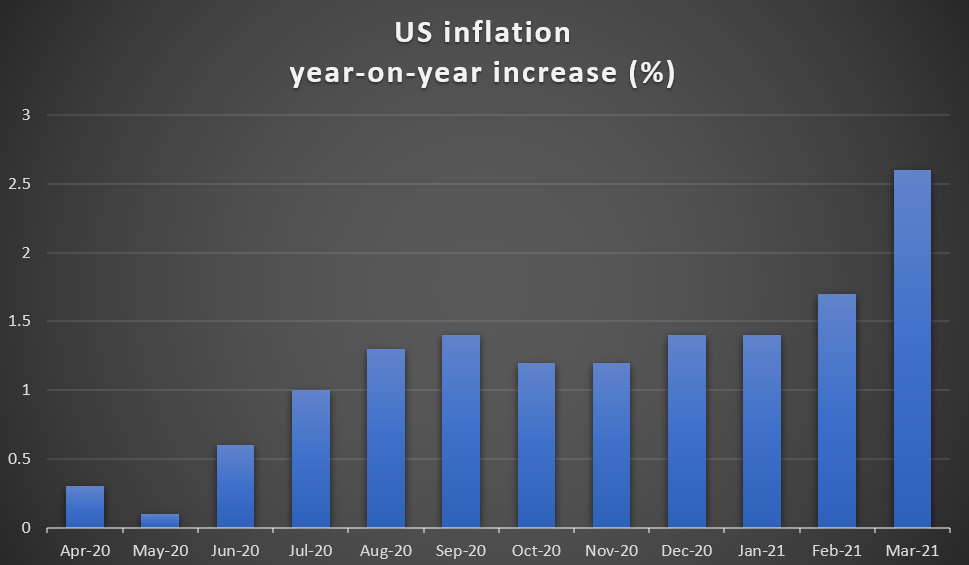 US inflation
year-on-year increase (%)
3
2.5
2
1.5
1
0.5
0
Apr-20 May-20 Jun-20 Jul-20 Aug-20 Sep-20 Oct-20 Nov-20 Dec-20 Jan-21 Feb-21 Mar-21